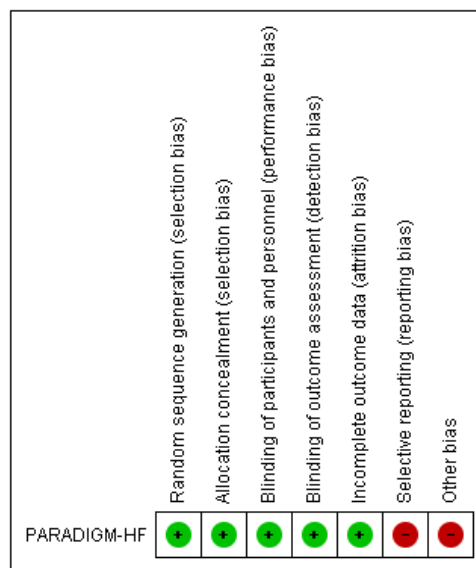 Random sequence generation (selection bias)
Allocation concealment (selection bias)
Blinding of participants and personnel (performance bias)
Blinding of outcome assessment (detection bias)
Incomplete outcome data (attrition bias)
Selective reporting (reporting bias)
Other bias
PARADIGM-HF + + + + + - -